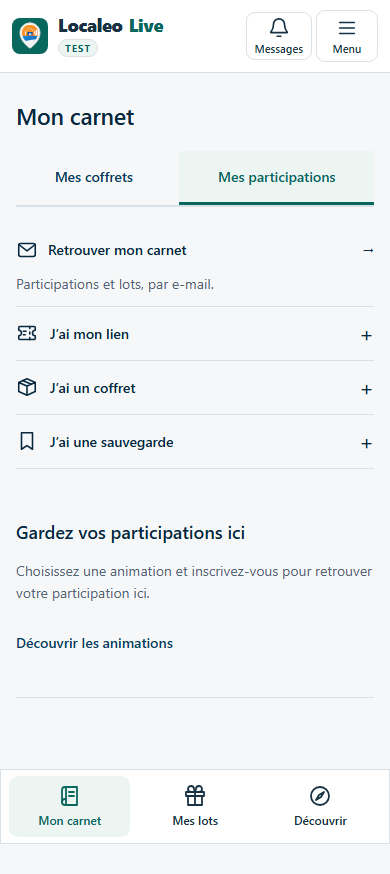 Localeo Live
TEST
Messages
Menu
Mon carnet
Mes coffrets
Mes participations
Retrouver mon carnet →
Participations et lots, par e-mail.
J’ai mon lien +
J’ai un coffret +
J’ai une sauvegarde +
Gardez vos participations ici
Choisissez une animation et inscrivez-vous pour retrouver
votre participation ici.
Découvrir les animations
Mon carnet
Mes lots
Découvrir